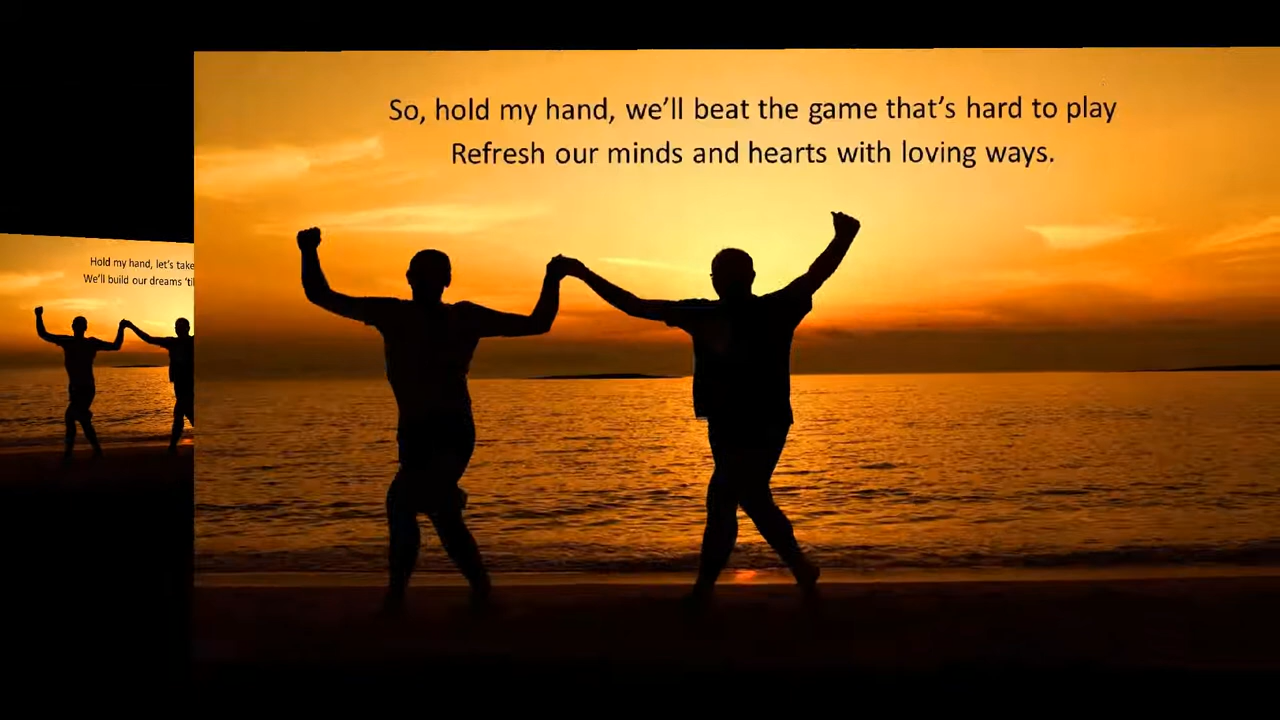 So, hold my hand, we’ll beat the game that’s hard to play
Refresh our minds and hearts with loving ways.
Hold my hand, let’s take
We’ll build our dreams